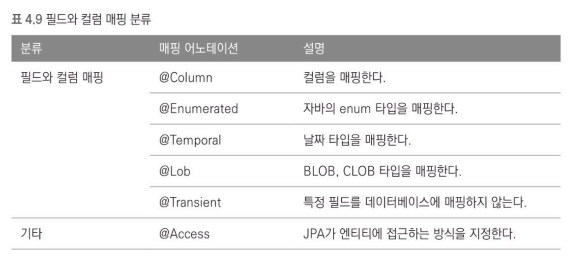 표 4.9 필드와 컬럼 매핑 분류
분류 매핑 어노테이션 설명
필드와 컬럼 매핑 @Column 컬럼을 매핑한다.
@Enumerated 자바의 enum 타입을 매핑한다.
@Temporal 날짜 타입을 매핑한다.
@Lob BLOB, CLOB 타입을 매핑한다.
@Transient 특정 필드를 데이터베이스에 매핑하지 않는다.
기타 @Access JPA가 엔티티에 접근하는 방식을 지정한다.